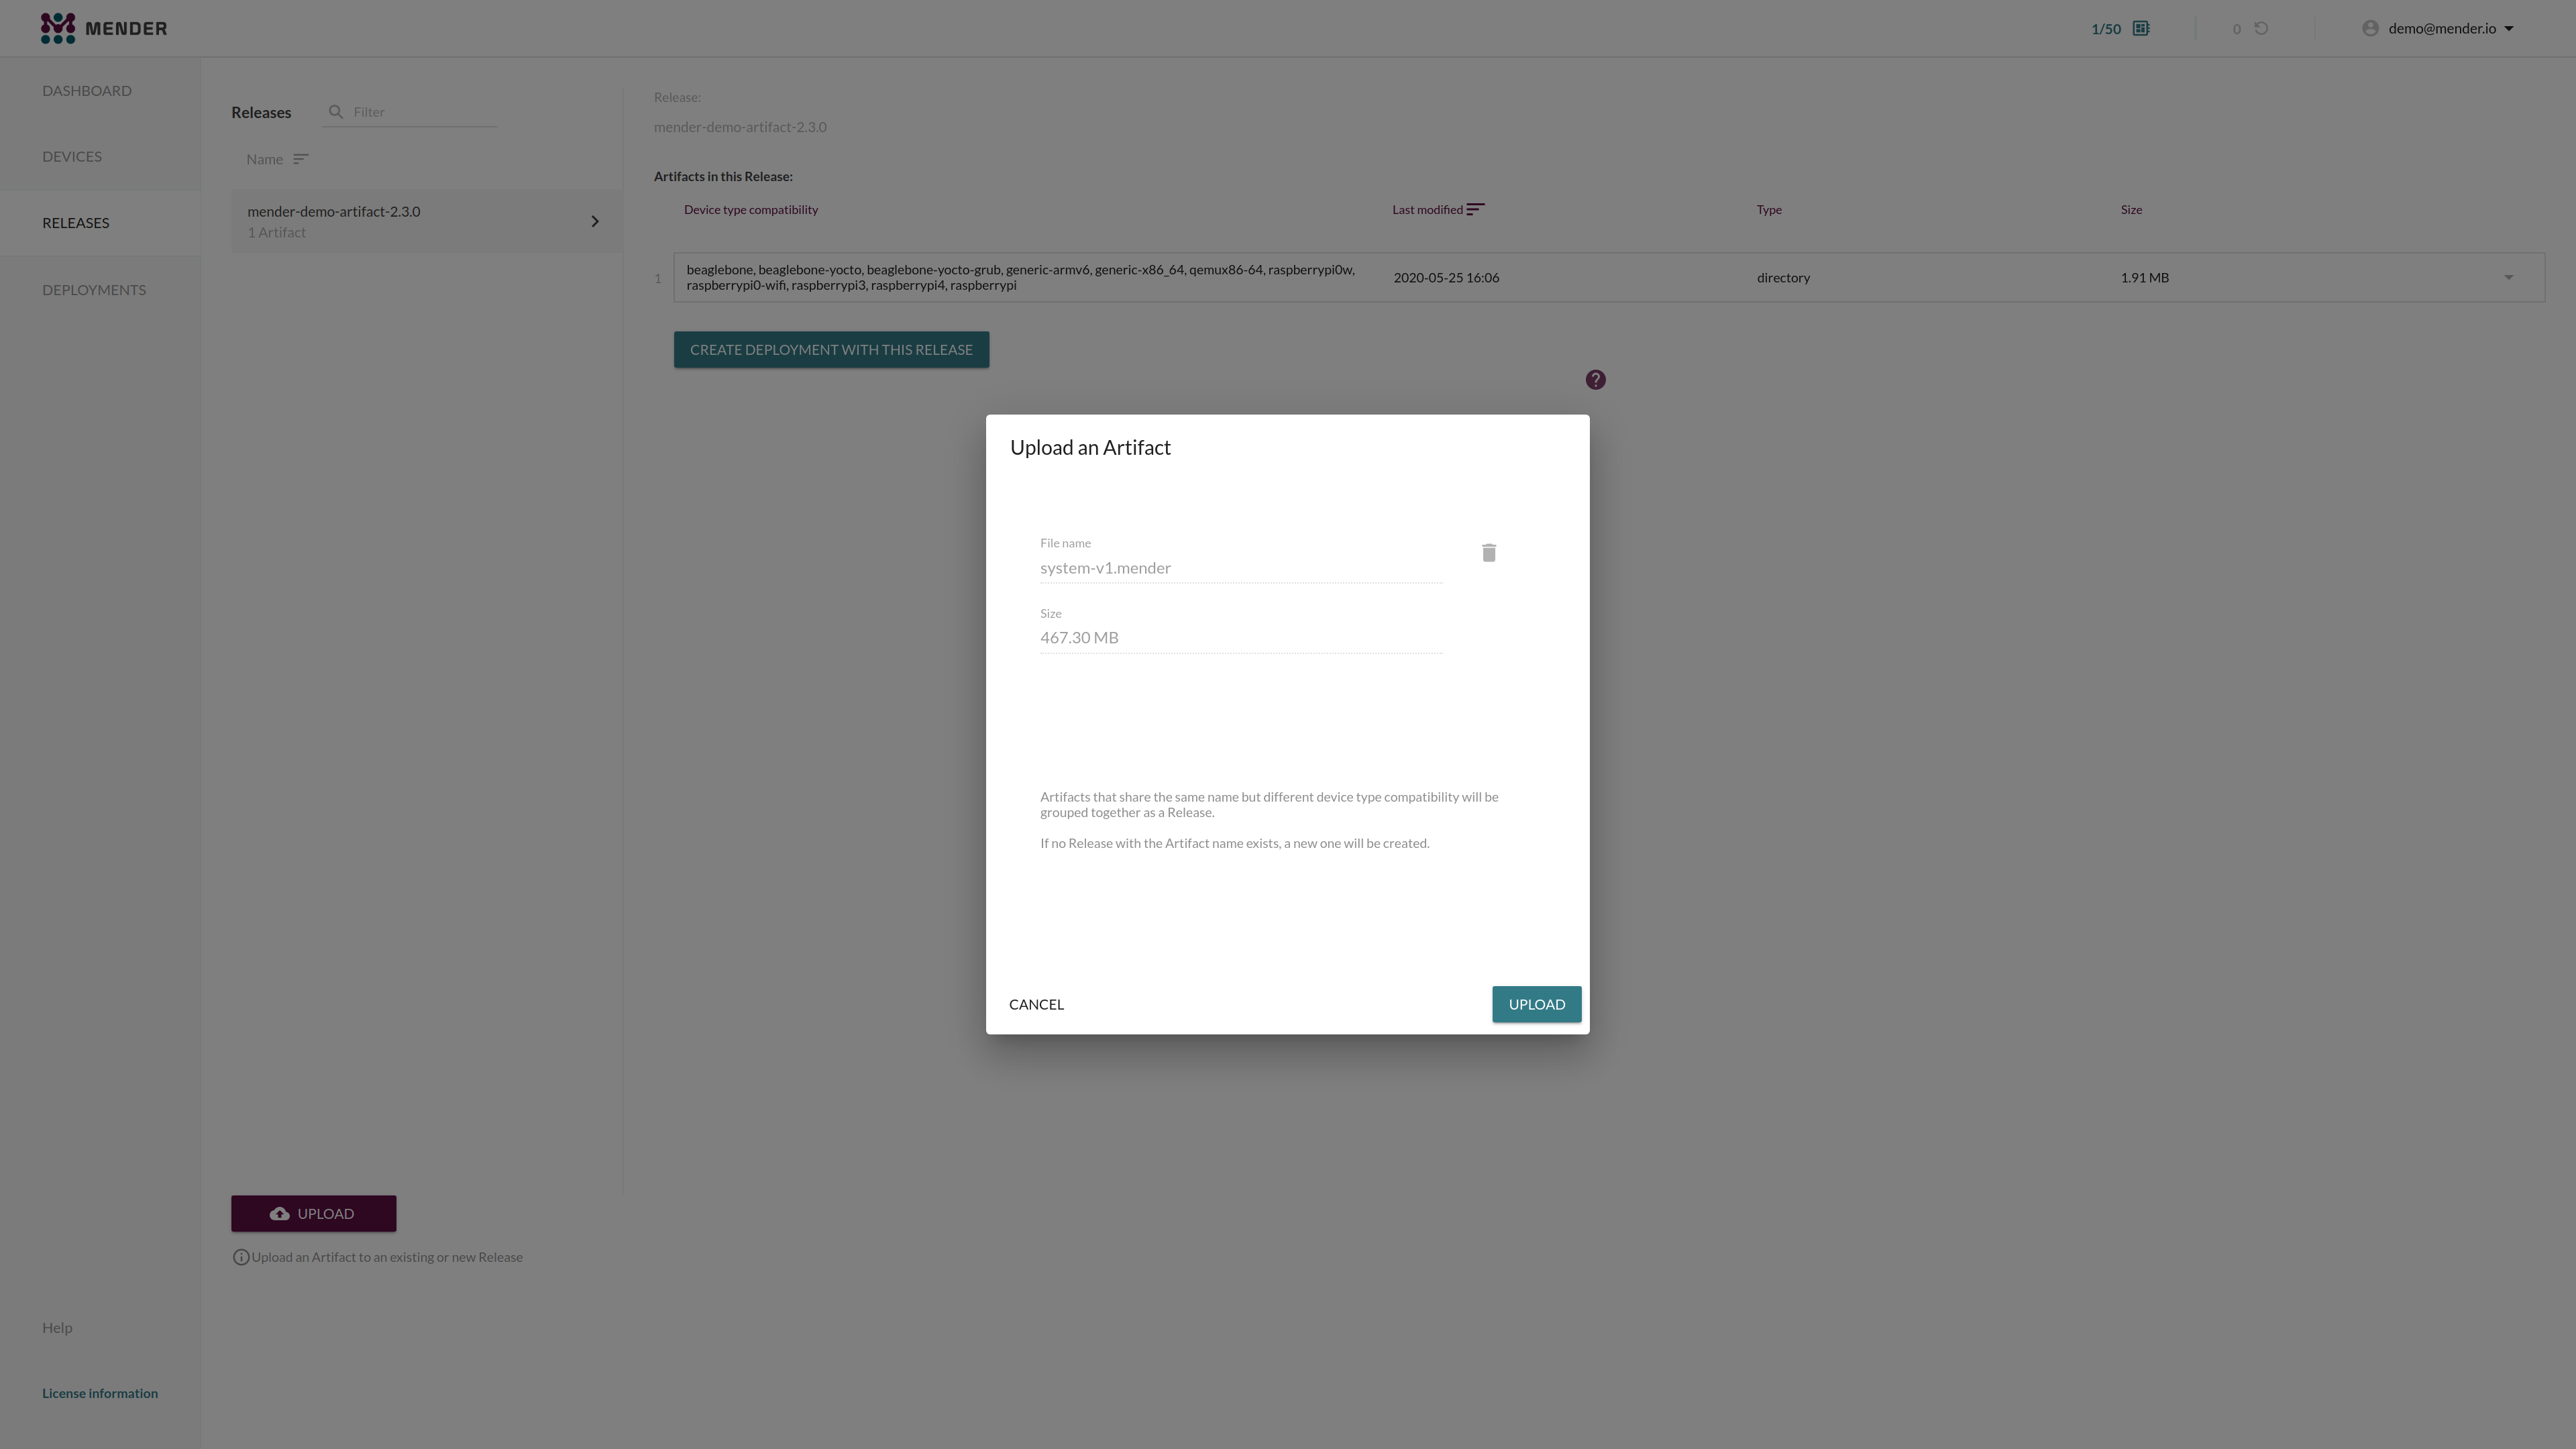 MENDER
1/50
0
demo@mender.io
DASHBOARD
DEVICES
RELEASES
DEPLOYMENTS
Help
License information
Releases
Filter
Name
mender-demo-artifact-2.3.0
1 Artifact
UPLOAD
Upload an Artifact to an existing or new Release
Release:
mender-demo-artifact-2.3.0
Artifacts in this Release:
Device type compatibility
Last modified
Type
Size
1
beaglebone, beaglebone-yocto, beaglebone-yocto-grub, generic-armv6, generic-x86_64, qemux86-64, raspberrypi0w,
raspberrypi0-wifi, raspberrypi3, raspberrypi4, raspberrypi
2020-05-25 16:06
directory
1.91 MB
CREATE DEPLOYMENT WITH THIS RELEASE
?
Upload an Artifact
File name
system-v1.mender
Size
467.30 MB
Artifacts that share the same name but different device type compatibility will be
grouped together as a Release.
If no Release with the Artifact name exists, a new one will be created.
CANCEL
UPLOAD